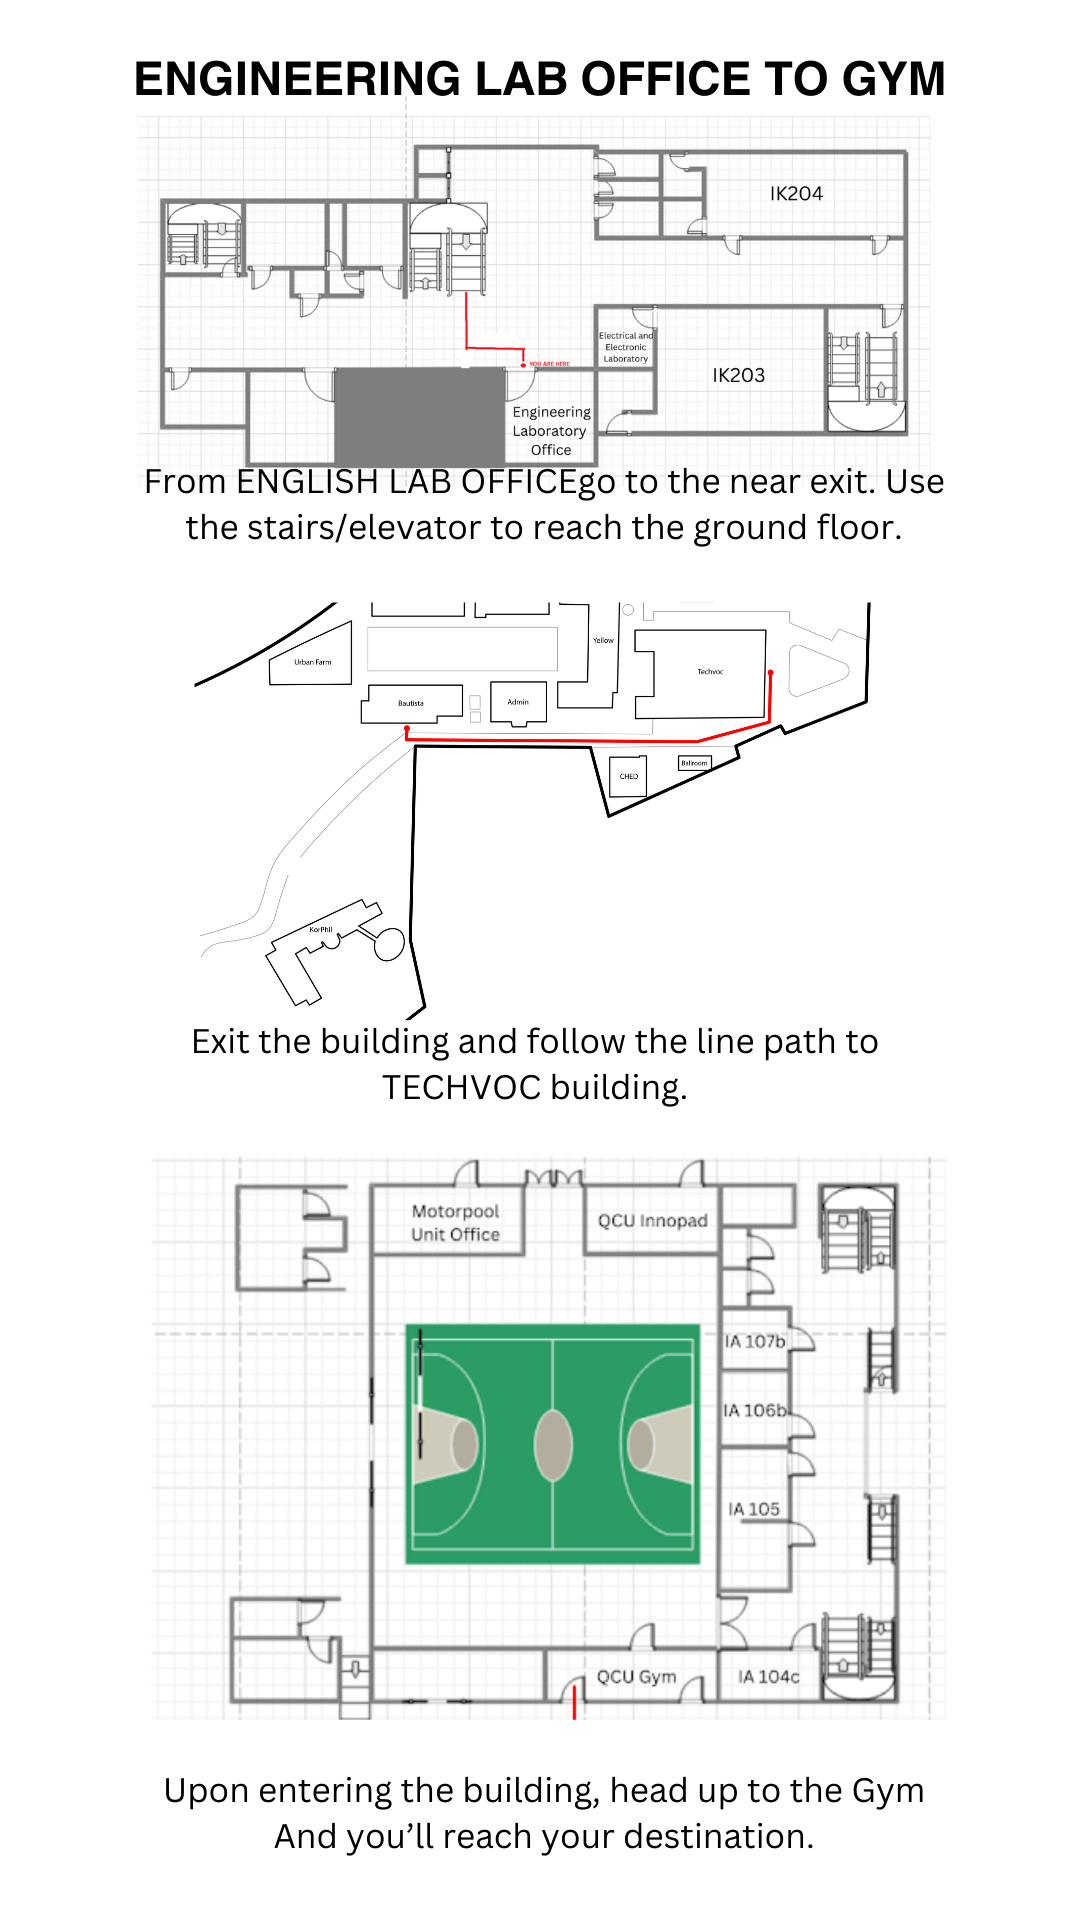 ENGINEERING LAB OFFICE TO GYM
IK204
Electrical and
Electronic
Laboratory
YOU ARE HERE
IK203
Engineering
Laboratory
Office
From ENGLISH LAB OFFICEgo to the near exit. Use
the stairs/elevator to reach the ground floor.
Urban Farm
Yellow
Techvoc
Bautista
Admin
CHED
Ballroom
KorPhil
Exit the building and follow the line path to
TECHVOC building.
Motorpool
Unit Office
QCU Innopad
IA 107b
IA 106b
IA 105
QCU Gym
IA 104c
Upon entering the building, head up to the Gym
And you’ll reach your destination.